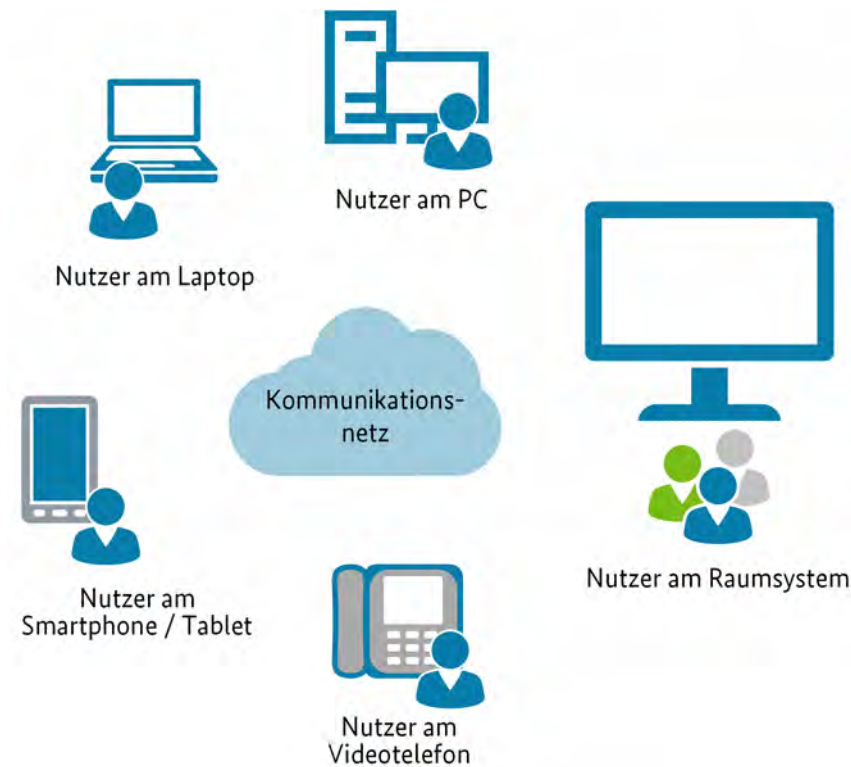 Nutzer am PC
Nutzer am Laptop
Kommunikations-
netz
Nutzer am Raumsystem
Nutzer am
Smartphone / Tablet
Nutzer am
Videotelefon